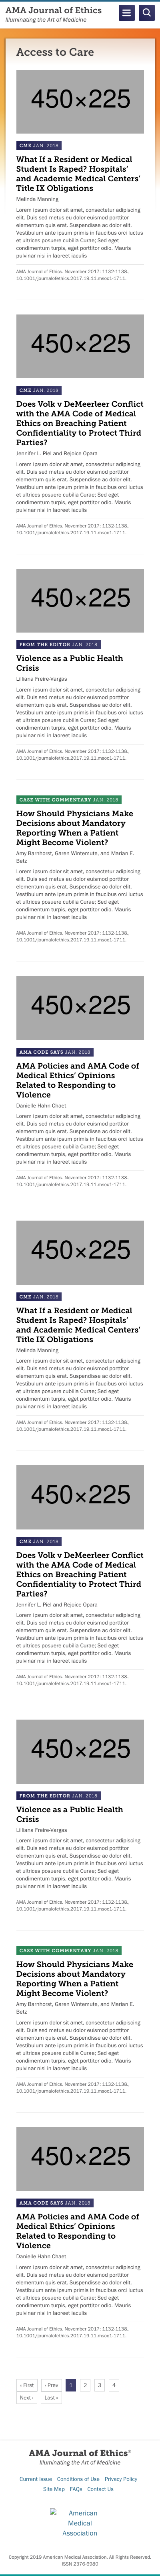 AMA Journal of Ethics
Illuminating the Art of Medicine
Access to Care
450×225
CME JAN. 2018
What If a Resident or Medical
Student Is Raped? Hospitals'
and Academic Medical Centers'
Title IX Obligations
Melinda Manning
Lorem ipsum dolor sit amet, consectetur adipiscing
elit. Duis sed metus eu dolor euismod porttitor
elementum quis erat. Suspendisse ac dolor elit.
Vestibulum ante ipsum primis in faucibus orci luctus
et ultrices posuere cubilia Curae; Sed eget
condimentum turpis, eget porttitor odio. Mauris
pulvinar nisi in laoreet iaculis
AMA Journal of Ethics. November 2017: 1132-1138.,
10.1001/journalofethics.2017.19.11.msoc1-1711.
450×225
CME JAN. 2018
Does Volk v DeMeerleer Conflict
with the AMA Code of Medical
Ethics on Breaching Patient
Confidentiality to Protect Third
Parties?
Jennifer L. Piel and Rejoice Opara
Lorem ipsum dolor sit amet, consectetur adipiscing
elit. Duis sed metus eu dolor euismod porttitor
elementum quis erat. Suspendisse ac dolor elit.
Vestibulum ante ipsum primis in faucibus orci luctus
et ultrices posuere cubilia Curae; Sed eget
condimentum turpis, eget porttitor odio. Mauris
pulvinar nisi in laoreet iaculis
AMA Journal of Ethics. November 2017: 1132-1138.,
10.1001/journalofethics.2017.19.11.msoc1-1711.
450×225
FROM THE EDITOR JAN. 2018
Violence as a Public Health
Crisis
Lilliana Freire-Vargas
Lorem ipsum dolor sit amet, consectetur adipiscing
elit. Duis sed metus eu dolor euismod porttitor
elementum quis erat. Suspendisse ac dolor elit.
Vestibulum ante ipsum primis in faucibus orci luctus
et ultrices posuere cubilia Curae; Sed eget
condimentum turpis, eget porttitor odio. Mauris
pulvinar nisi in laoreet iaculis
AMA Journal of Ethics. November 2017: 1132-1138.,
10.1001/journalofethics.2017.19.11.msoc1-1711.
CASE WITH COMMENTARY JAN. 2018
How Should Physicians Make
Decisions about Mandatory
Reporting When a Patient
Might Become Violent?
Amy Barnhorst, Garen Wintemute, and Marian E.
Betz
Lorem ipsum dolor sit amet, consectetur adipiscing
elit. Duis sed metus eu dolor euismod porttitor
elementum quis erat. Suspendisse ac dolor elit.
Vestibulum ante ipsum primis in faucibus orci luctus
et ultrices posuere cubilia Curae; Sed eget
condimentum turpis, eget porttitor odio. Mauris
pulvinar nisi in laoreet iaculis
AMA Journal of Ethics. November 2017: 1132-1138.,
10.1001/journalofethics.2017.19.11.msoc1-1711.
450×225
AMA CODE SAYS JAN. 2018
AMA Policies and AMA Code of
Medical Ethics' Opinions
Related to Responding to
Violence
Danielle Hahn Chaet
Lorem ipsum dolor sit amet, consectetur adipiscing
elit. Duis sed metus eu dolor euismod porttitor
elementum quis erat. Suspendisse ac dolor elit.
Vestibulum ante ipsum primis in faucibus orci luctus
et ultrices posuere cubilia Curae; Sed eget
condimentum turpis, eget porttitor odio. Mauris
pulvinar nisi in laoreet iaculis
AMA Journal of Ethics. November 2017: 1132-1138.,
10.1001/journalofethics.2017.19.11.msoc1-1711.
450×225
CME JAN. 2018
What If a Resident or Medical
Student Is Raped? Hospitals'
and Academic Medical Centers'
Title IX Obligations
Melinda Manning
Lorem ipsum dolor sit amet, consectetur adipiscing
elit. Duis sed metus eu dolor euismod porttitor
elementum quis erat. Suspendisse ac dolor elit.
Vestibulum ante ipsum primis in faucibus orci luctus
et ultrices posuere cubilia Curae; Sed eget
condimentum turpis, eget porttitor odio. Mauris
pulvinar nisi in laoreet iaculis
AMA Journal of Ethics. November 2017: 1132-1138.,
10.1001/journalofethics.2017.19.11.msoc1-1711.
450×225
CME JAN. 2018
Does Volk v DeMeerleer Conflict
with the AMA Code of Medical
Ethics on Breaching Patient
Confidentiality to Protect Third
Parties?
Jennifer L. Piel and Rejoice Opara
Lorem ipsum dolor sit amet, consectetur adipiscing
elit. Duis sed metus eu dolor euismod porttitor
elementum quis erat. Suspendisse ac dolor elit.
Vestibulum ante ipsum primis in faucibus orci luctus
et ultrices posuere cubilia Curae; Sed eget
condimentum turpis, eget porttitor odio. Mauris
pulvinar nisi in laoreet iaculis
AMA Journal of Ethics. November 2017: 1132-1138.,
10.1001/journalofethics.2017.19.11.msoc1-1711.
450×225
FROM THE EDITOR JAN. 2018
Violence as a Public Health
Crisis
Lilliana Freire-Vargas
Lorem ipsum dolor sit amet, consectetur adipiscing
elit. Duis sed metus eu dolor euismod porttitor
elementum quis erat. Suspendisse ac dolor elit.
Vestibulum ante ipsum primis in faucibus orci luctus
et ultrices posuere cubilia Curae; Sed eget
condimentum turpis, eget porttitor odio. Mauris
pulvinar nisi in laoreet iaculis
AMA Journal of Ethics. November 2017: 1132-1138.,
10.1001/journalofethics.2017.19.11.msoc1-1711.
CASE WITH COMMENTARY JAN. 2018
How Should Physicians Make
Decisions about Mandatory
Reporting When a Patient
Might Become Violent?
Amy Barnhorst, Garen Wintemute, and Marian E.
Betz
Lorem ipsum dolor sit amet, consectetur adipiscing
elit. Duis sed metus eu dolor euismod porttitor
elementum quis erat. Suspendisse ac dolor elit.
Vestibulum ante ipsum primis in faucibus orci luctus
et ultrices posuere cubilia Curae; Sed eget
condimentum turpis, eget porttitor odio. Mauris
pulvinar nisi in laoreet iaculis
AMA Journal of Ethics. November 2017: 1132-1138.,
10.1001/journalofethics.2017.19.11.msoc1-1711.
450×225
AMA CODE SAYS JAN. 2018
AMA Policies and AMA Code of
Medical Ethics' Opinions
Related to Responding to
Violence
Danielle Hahn Chaet
Lorem ipsum dolor sit amet, consectetur adipiscing
elit. Duis sed metus eu dolor euismod porttitor
elementum quis erat. Suspendisse ac dolor elit.
Vestibulum ante ipsum primis in faucibus orci luctus
et ultrices posuere cubilia Curae; Sed eget
condimentum turpis, eget porttitor odio. Mauris
pulvinar nisi in laoreet iaculis
AMA Journal of Ethics. November 2017: 1132-1138.,
10.1001/journalofethics.2017.19.11.msoc1-1711.
« First ‹ Prev 1 2 3 4
Next › Last »
AMA Journal of Ethics®
Illuminating the Art of Medicine
Current Issue Conditions of Use Privacy Policy
Site Map FAQs Contact Us
American
Medical
Association
Copyright 2019 American Medical Association. All Rights Reserved.
ISSN 2376-6980